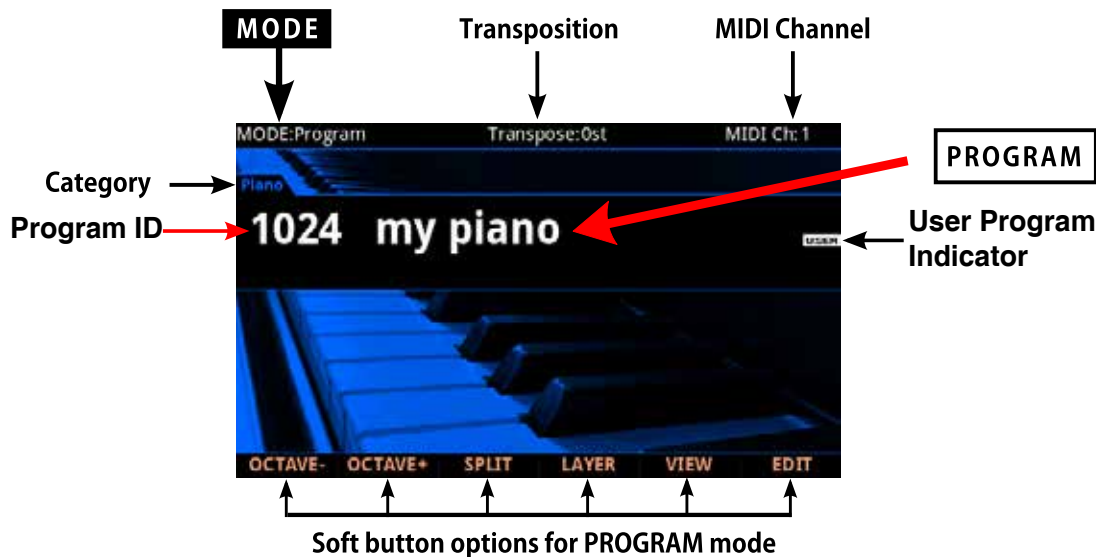 MODE
Transposition
MIDI Channel
MODE:Program
Transpose:0st
MIDI Ch:1
PROGRAM
Category
Piano
Program ID
1024 my piano
USER
User Program
Indicator
OCTAVE- OCTAVE+ SPLIT LAYER VIEW EDIT
Soft button options for PROGRAM mode